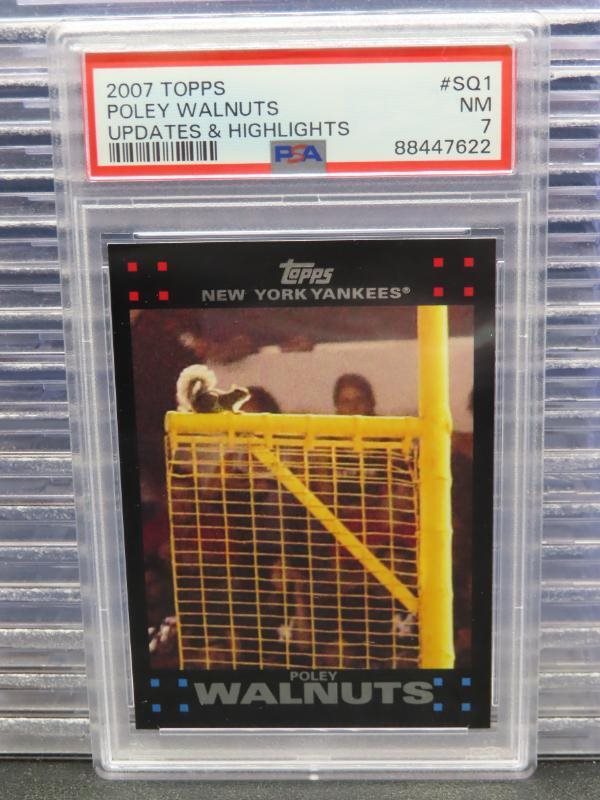 2007 TOPPS #SQ1
POLEY WALNUTS NM
UPDATES & HIGHLIGHTS 7
PSA 88447622
Topps
NEW YORK YANKEES®
POLEY
WALNUTS